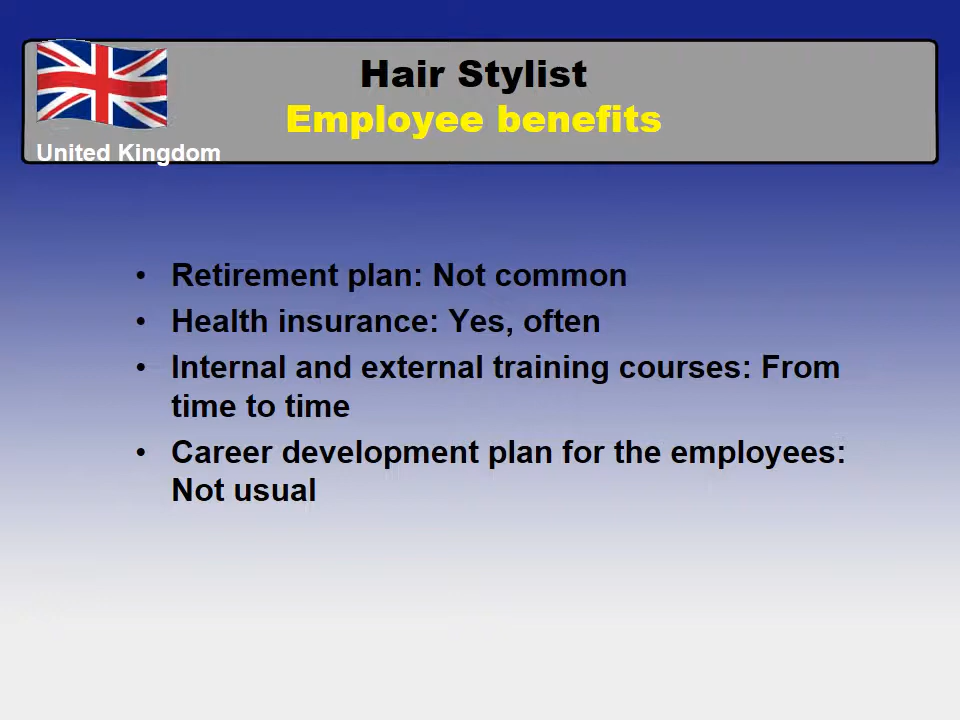 Hair Stylist
Employee benefits
United Kingdom
• Retirement plan: Not common
• Health insurance: Yes, often
• Internal and external training courses: From
time to time
• Career development plan for the employees:
Not usual